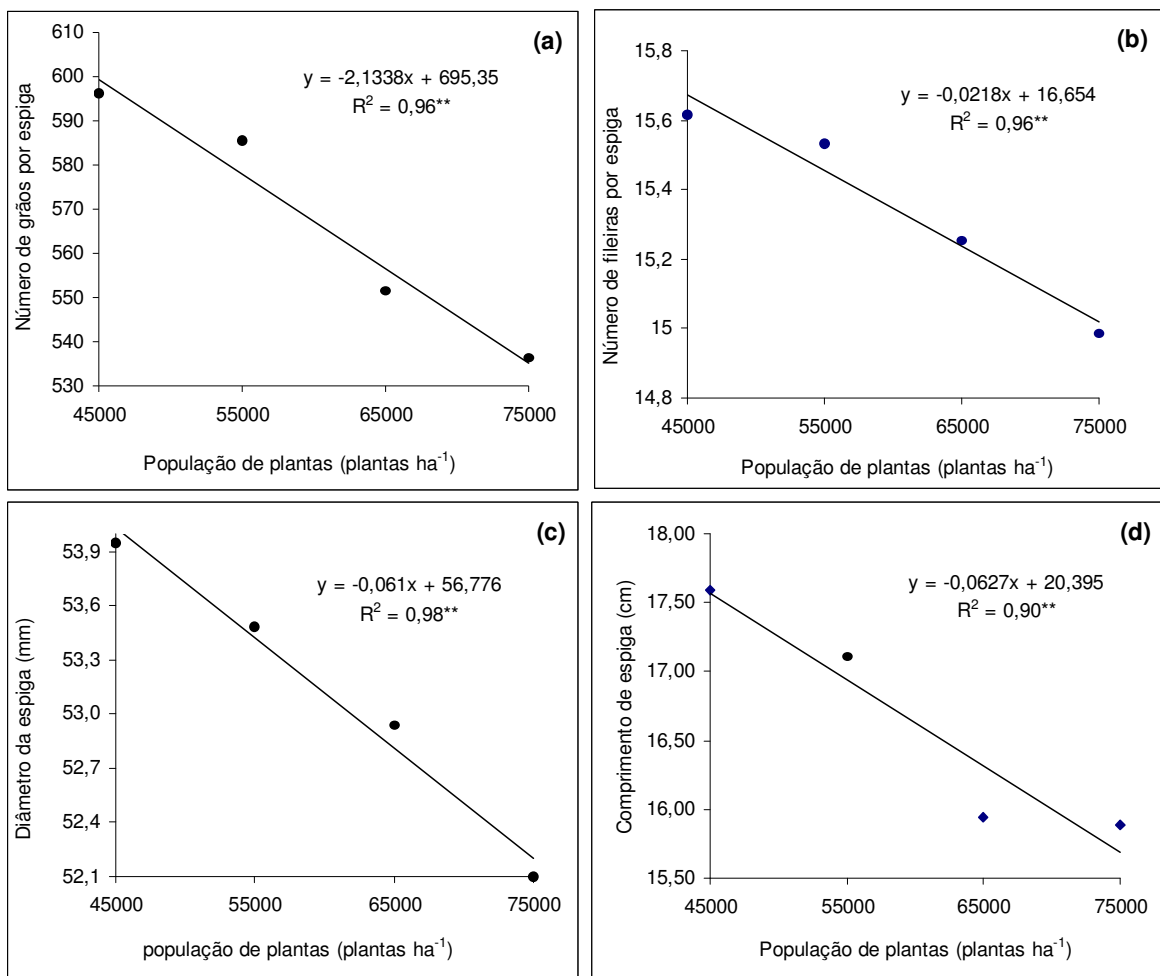 (a)
y = -2,1338x + 695,35
R² = 0,96**
Número de grãos por espiga
610
600
590
580
570
560
550
540
530
45000 55000 65000 75000
População de plantas (plantas ha⁻¹)
(b)
y = -0,0218x + 16,654
R² = 0,96**
Número de fileiras por espiga
15,8
15,6
15,4
15,2
15
14,8
45000 55000 65000 75000
População de plantas (plantas ha⁻¹)
(c)
y = -0,061x + 56,776
R² = 0,98**
Diâmetro da espiga (mm)
53,9
53,6
53,3
53,0
52,7
52,4
52,1
45000 55000 65000 75000
população de plantas (plantas ha⁻¹)
(d)
y = -0,0627x + 20,395
R² = 0,90**
Comprimento de espiga (cm)
18,00
17,50
17,00
16,50
16,00
15,50
45000 55000 65000 75000
População de plantas (plantas ha⁻¹)